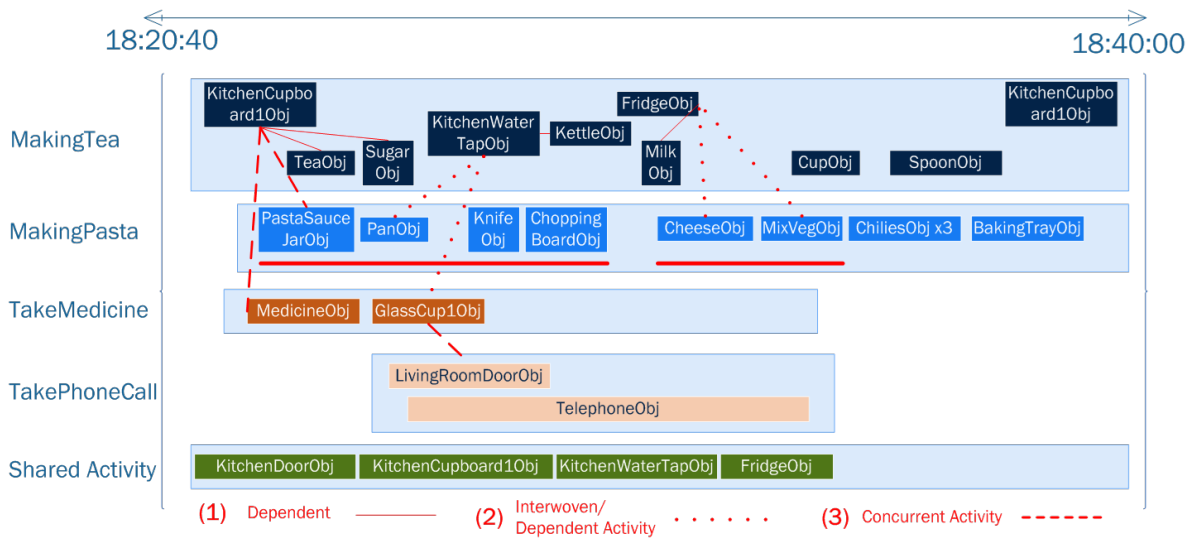 18:20:40
18:40:00
MakingTea
KitchenCupbo
ard1Obj
TeaObj
Sugar
Obj
KitchenWater
TapObj
KettleObj
FridgeObj
Milk
Obj
CupObj
SpoonObj
KitchenCupbo
ard1Obj
MakingPasta
PastaSauce
JarObj
PanObj
Knife
Obj
Chopping
BoardObj
CheeseObj
MixVegObj
ChiliesObj x3
BakingTrayObj
TakeMedicine
MedicineObj
GlassCup1Obj
TakePhoneCall
LivingRoomDoorObj
TelephoneObj
Shared Activity
KitchenDoorObj
KitchenCupboard1Obj
KitchenWaterTapObj
FridgeObj
(1) Dependent
(2) Interwoven/
Dependent Activity
(3) Concurrent Activity